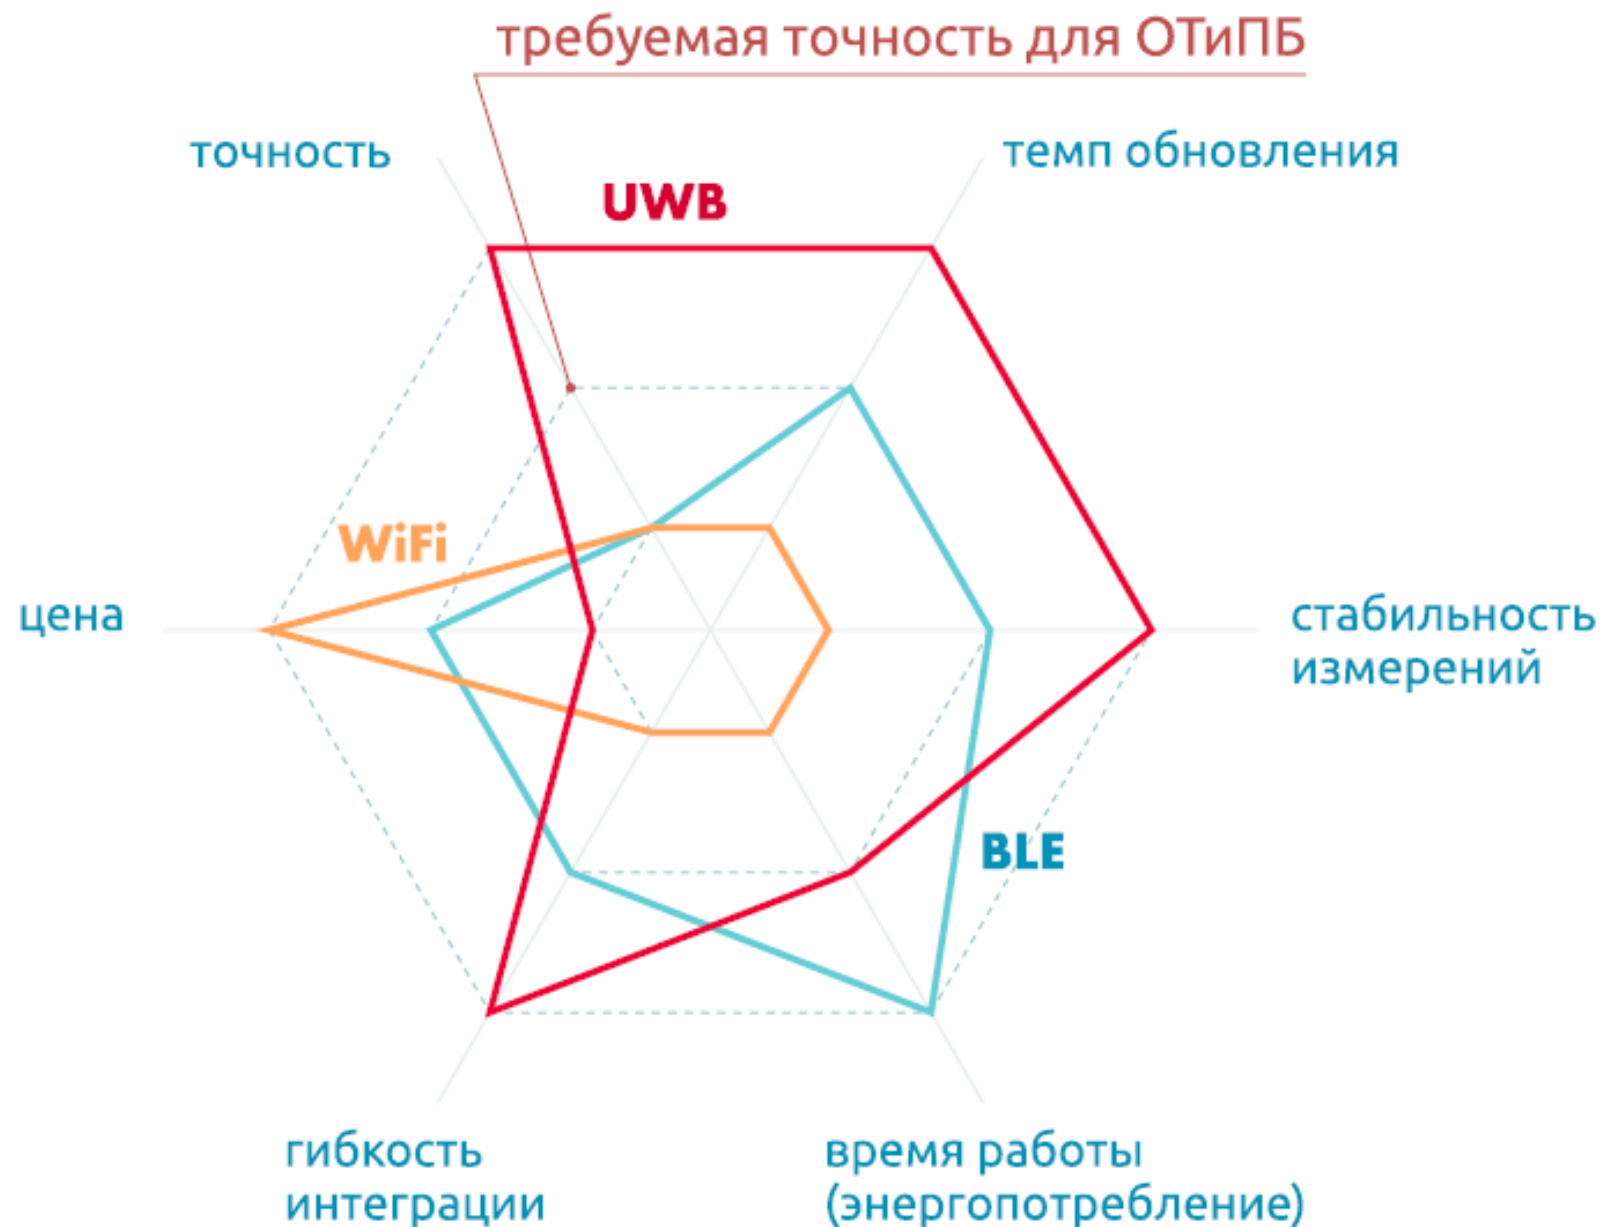 требуемая точность для ОТиПБ
точность
темп обновления
UWB
WiFi
цена
стабильность
измерений
BLE
гибкость
интеграции
время работы
(энергопотребление)